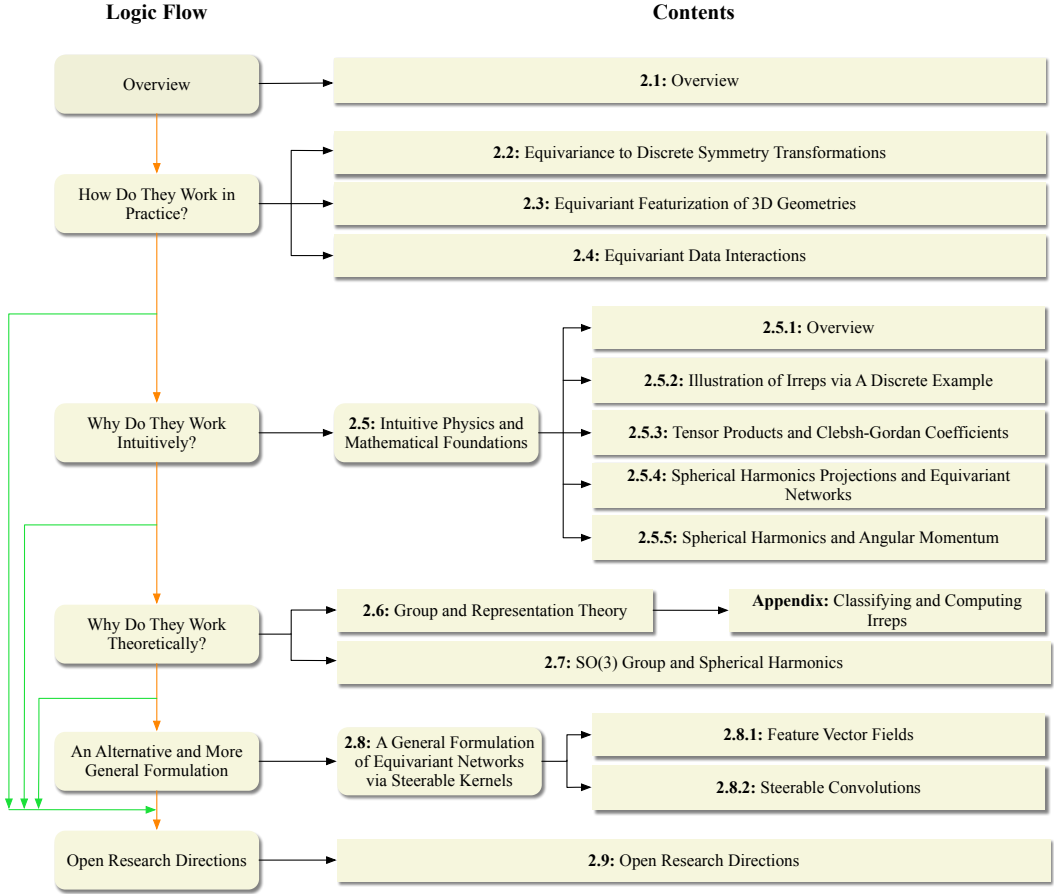 Logic Flow
Contents
Overview
2.1: Overview
How Do They Work in
Practice?
2.2: Equivariance to Discrete Symmetry Transformations
2.3: Equivariant Featurization of 3D Geometries
2.4: Equivariant Data Interactions
Why Do They Work
Intuitively?
2.5: Intuitive Physics and
Mathematical Foundations
2.5.1: Overview
2.5.2: Illustration of Irreps via A Discrete Example
2.5.3: Tensor Products and Clebsh-Gordan Coefficients
2.5.4: Spherical Harmonics Projections and Equivariant
Networks
2.5.5: Spherical Harmonics and Angular Momentum
Why Do They Work
Theoretically?
2.6: Group and Representation Theory
Appendix: Classifying and Computing
Irreps
2.7: SO(3) Group and Spherical Harmonics
An Alternative and More
General Formulation
2.8: A General Formulation
of Equivariant Networks
via Steerable Kernels
2.8.1: Feature Vector Fields
2.8.2: Steerable Convolutions
Open Research Directions
2.9: Open Research Directions